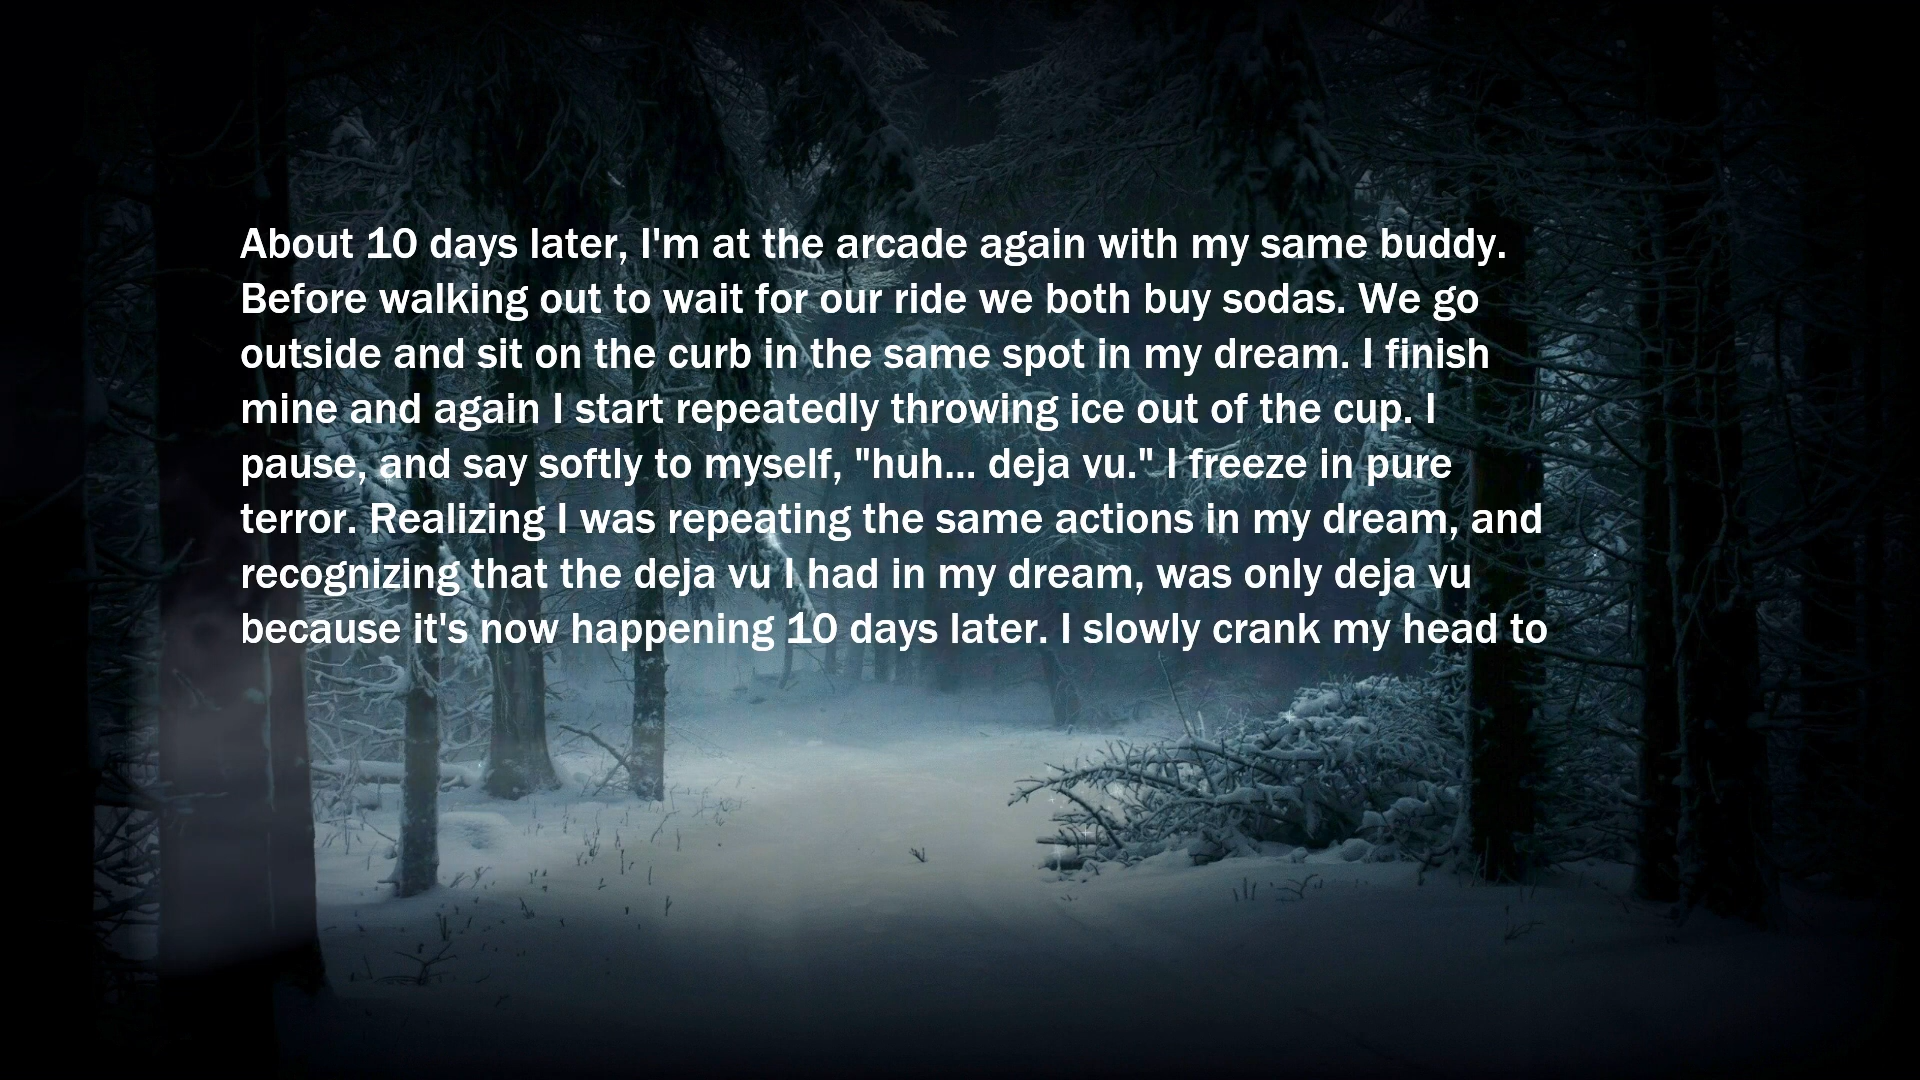 About 10 days later, I'm at the arcade again with my same buddy.
Before walking out to wait for our ride we both buy sodas. We go
outside and sit on the curb in the same spot in my dream. I finish
mine and again I start repeatedly throwing ice out of the cup. I
pause, and say softly to myself, "huh... deja vu." I freeze in pure
terror. Realizing I was repeating the same actions in my dream, and
recognizing that the deja vu I had in my dream, was only deja vu
because it's now happening 10 days later. I slowly crank my head to